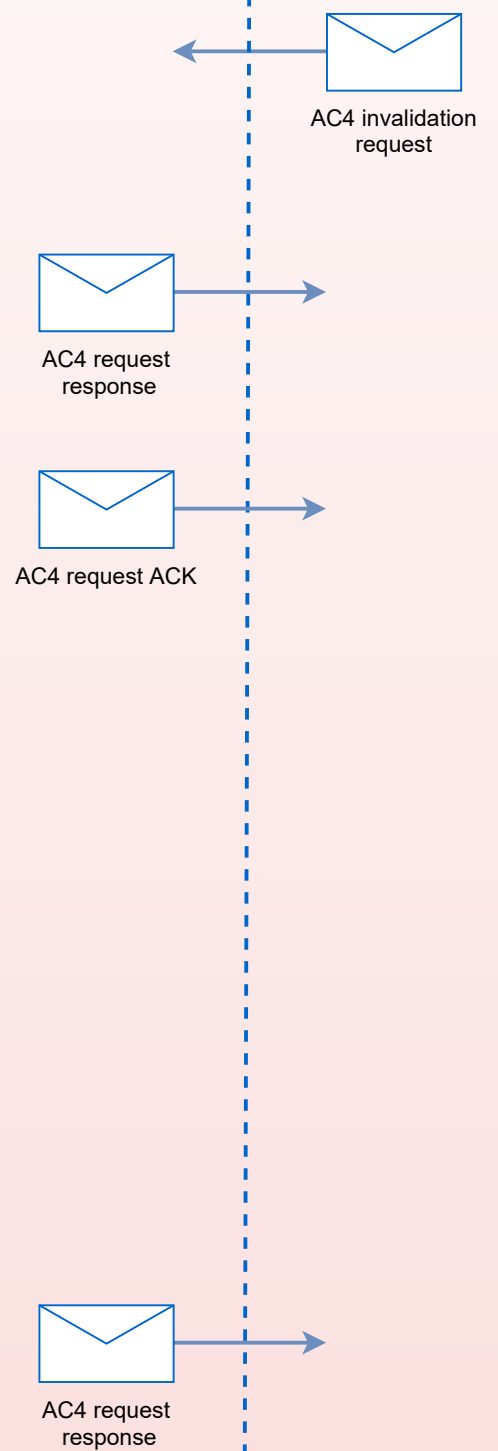 AC4 invalidation
request
AC4 request
response
AC4 request ACK
AC4 request
response